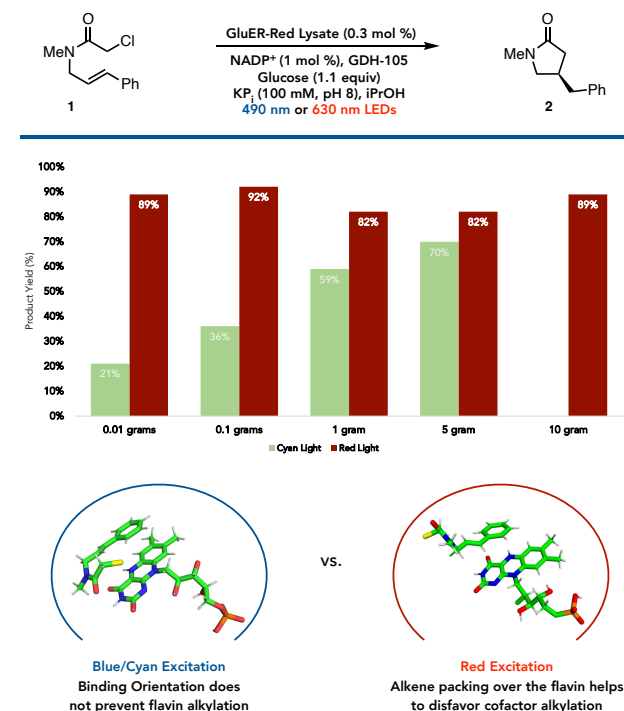 O
Cl
MeN
Ph
1
GluER-Red Lysate (0.3 mol %)
NADP⁺ (1 mol %), GDH-105
Glucose (1.1 equiv)
KPi (100 mM, pH 8), iPrOH
490 nm or 630 nm LEDs
O
MeN
Ph
2
Product Yield (%)
100%
90%
80%
70%
60%
50%
40%
30%
20%
10%
0%
21%
89%
36%
92%
59%
82%
70%
82%
89%
0.01 grams
0.1 grams
1 gram
5 gram
10 gram
Cyan Light
Red Light
vs.
Blue/Cyan Excitation
Binding Orientation does
not prevent flavin alkylation
Red Excitation
Alkene packing over the flavin helps
to disfavor cofactor alkylation